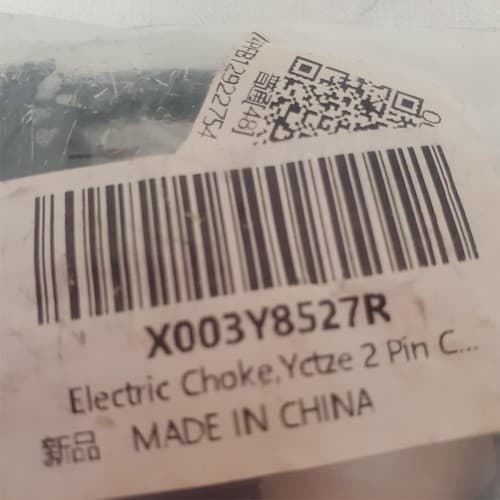 X003Y8527R
Electric Choke,Yctze 2 Pin C...
新品 MADE IN CHINA